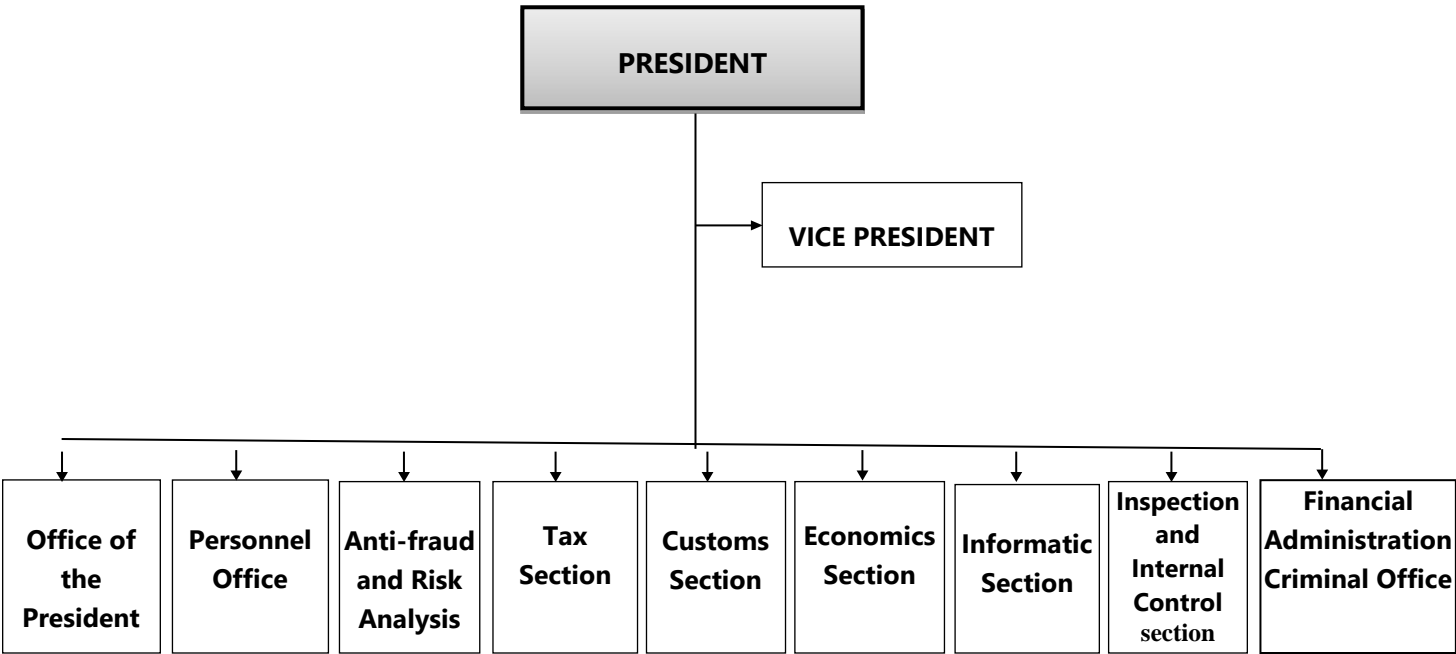 PRESIDENT
VICE PRESIDENT
Office of
the
President
Personnel
Office
Anti-fraud
and Risk
Analysis
Tax
Section
Customs
Section
Economics
Section
Informatic
Section
Inspection
and
Internal
Control
section
Financial
Administration
Criminal Office